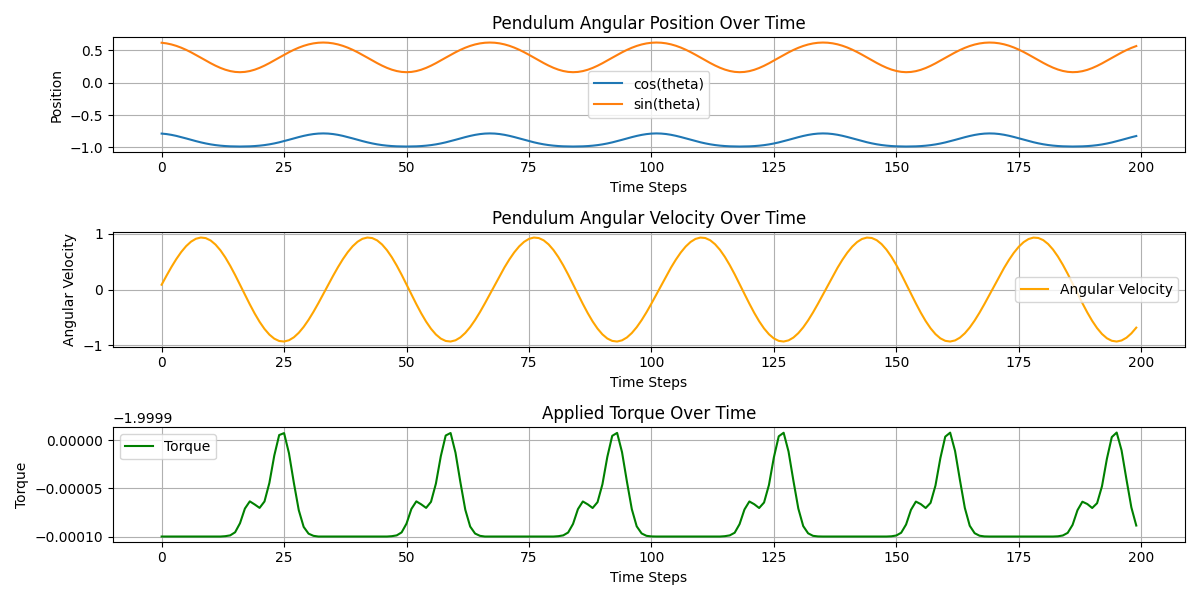 Pendulum Angular Position Over Time
0.5
0.0
−0.5
−1.0
Position
cos(theta)
sin(theta)
0 25 50 75 100 125 150 175 200
Time Steps
Pendulum Angular Velocity Over Time
1
0
−1
Angular Velocity
Angular Velocity
0 25 50 75 100 125 150 175 200
Time Steps
Applied Torque Over Time
−1.9999
0.00000
−0.00005
−0.00010
Torque
Torque
0 25 50 75 100 125 150 175 200
Time Steps